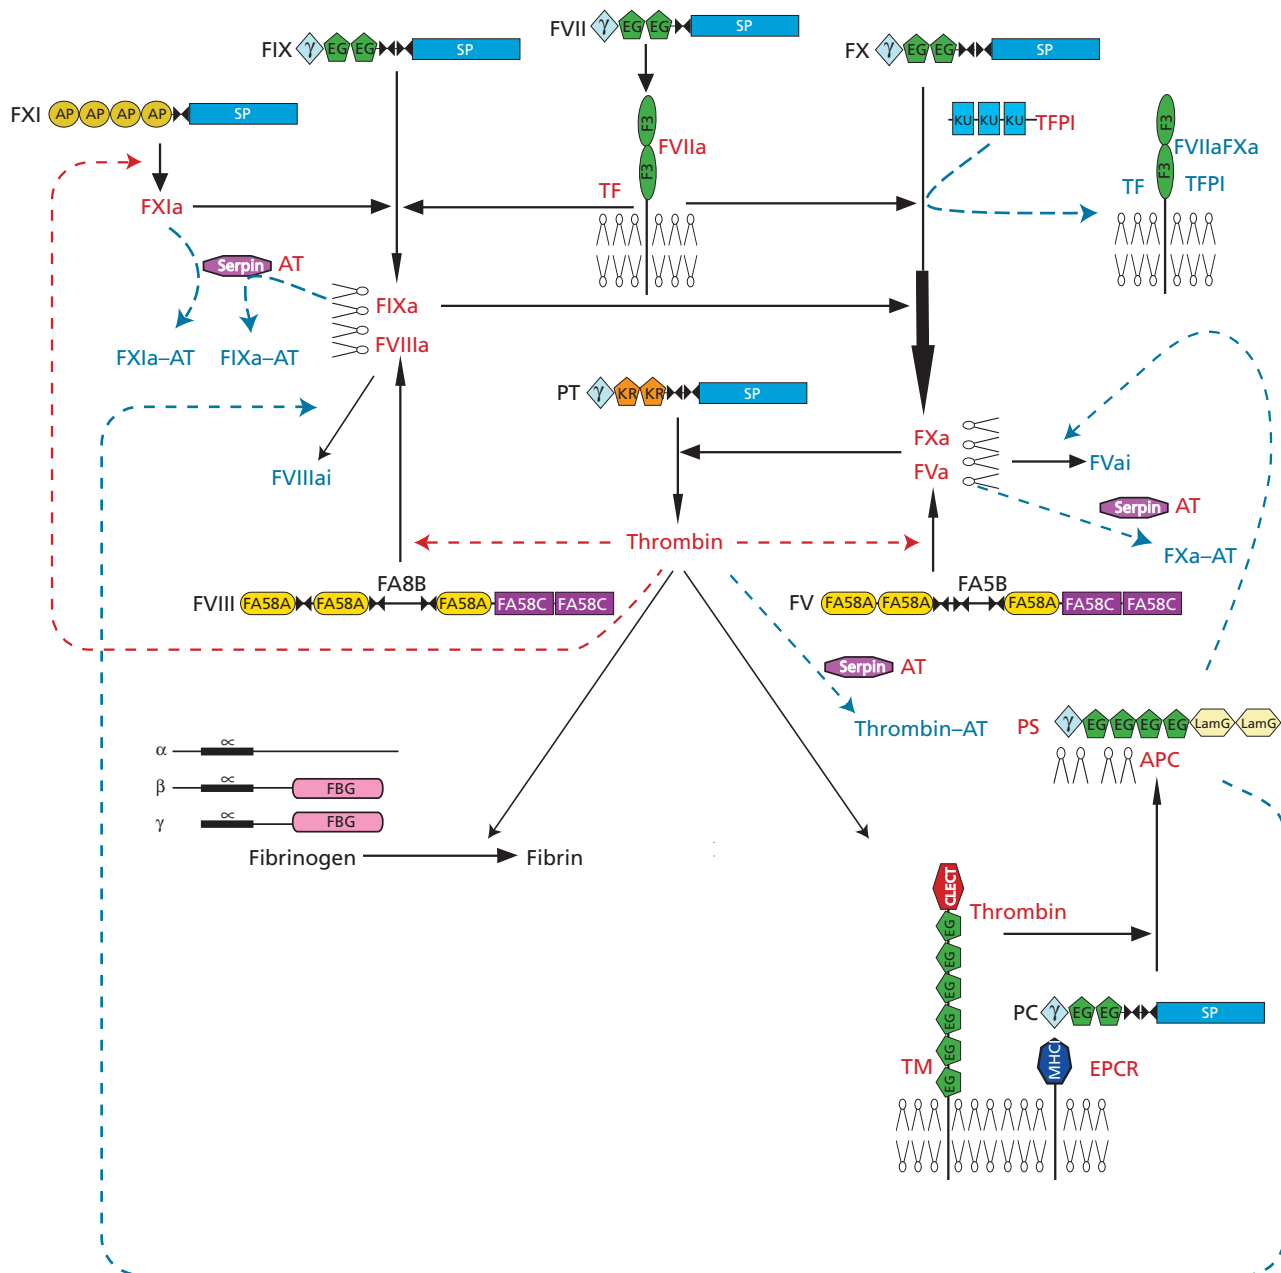 FVII γ EG EG SP
FIX γ EG EG SP
FX γ EG EG SP
FXI AP AP AP AP SP
F3
F3
FVIIa
TF
KU KU KU TFPI
F3
F3
FVIIaFXa
TF TFPI
FXIa
Serpin AT
FIXa
FVIIIa
FXIa–AT FIXa–AT
PT γ KR KR SP
FXa
FVa
FVai
FVIIIai
Serpin AT
FXa–AT
Thrombin
FA8B
FVIII FA58A FA58A FA58A FA58C FA58C
FA5B
FV FA58A FA58A FA58A FA58C FA58C
Serpin AT
Thrombin–AT
PS γ EG EG EG EG LamG LamG
APC
α ∝
β ∝ FBG
γ ∝ FBG
Fibrinogen Fibrin
CLECT
Thrombin
EG
EG
EG
EG
EG
EG
TM
PC γ EG EG SP
MHCI
EPCR